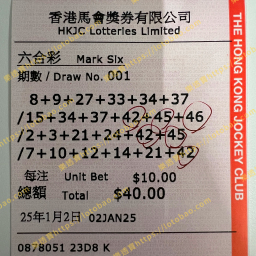 香港馬會獎券有限公司
HKJC Lotteries Limited
六合彩 Mark Six
期數 / Draw No. 001
8+9+27+33+34+37
/15+34+37+42+45+46
/2+3+21+24+42+45
/7+10+12+14+21+42
每注 Unit Bet $10.00
總額 Total $40.00
25年1月2日 02JAN25
0878051 23D8 K
THE HONG KONG JOCKEY CLUB